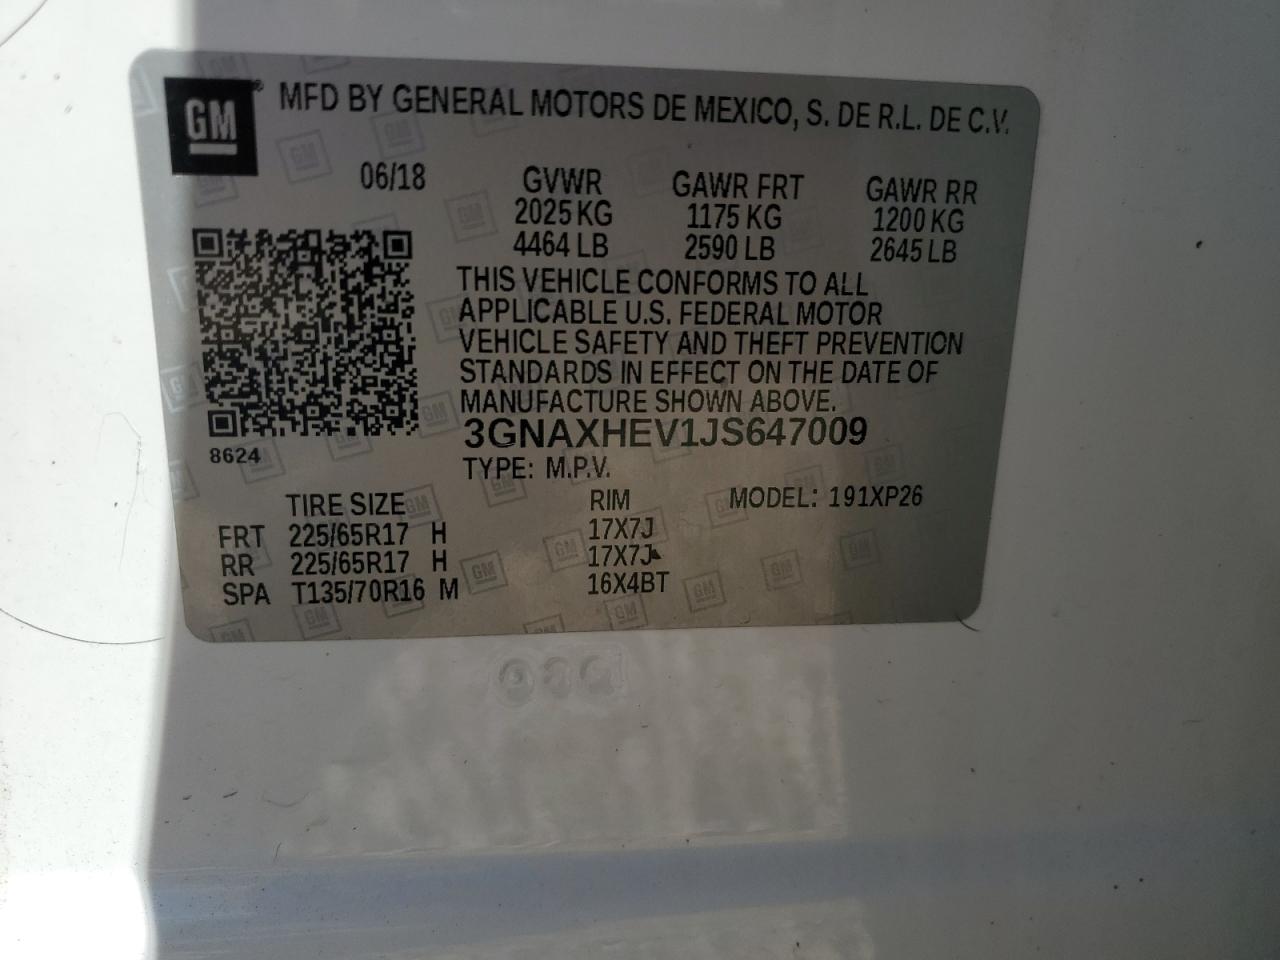 GM ® MFD BY GENERAL MOTORS DE MEXICO, S. DE R.L. DE C.V.
06/18 GVWR GAWR FRT GAWR RR
2025 KG 1175 KG 1200 KG
4464 LB 2590 LB 2645 LB
THIS VEHICLE CONFORMS TO ALL
APPLICABLE U.S. FEDERAL MOTOR
VEHICLE SAFETY AND THEFT PREVENTION
STANDARDS IN EFFECT ON THE DATE OF
MANUFACTURE SHOWN ABOVE.
3GNAXHEV1JS647009
8624
TYPE: M.P.V.
TIRE SIZE RIM MODEL: 191XP26
FRT 225/65R17 H 17X7J
RR 225/65R17 H 17X7J
SPA T135/70R16 M 16X4BT